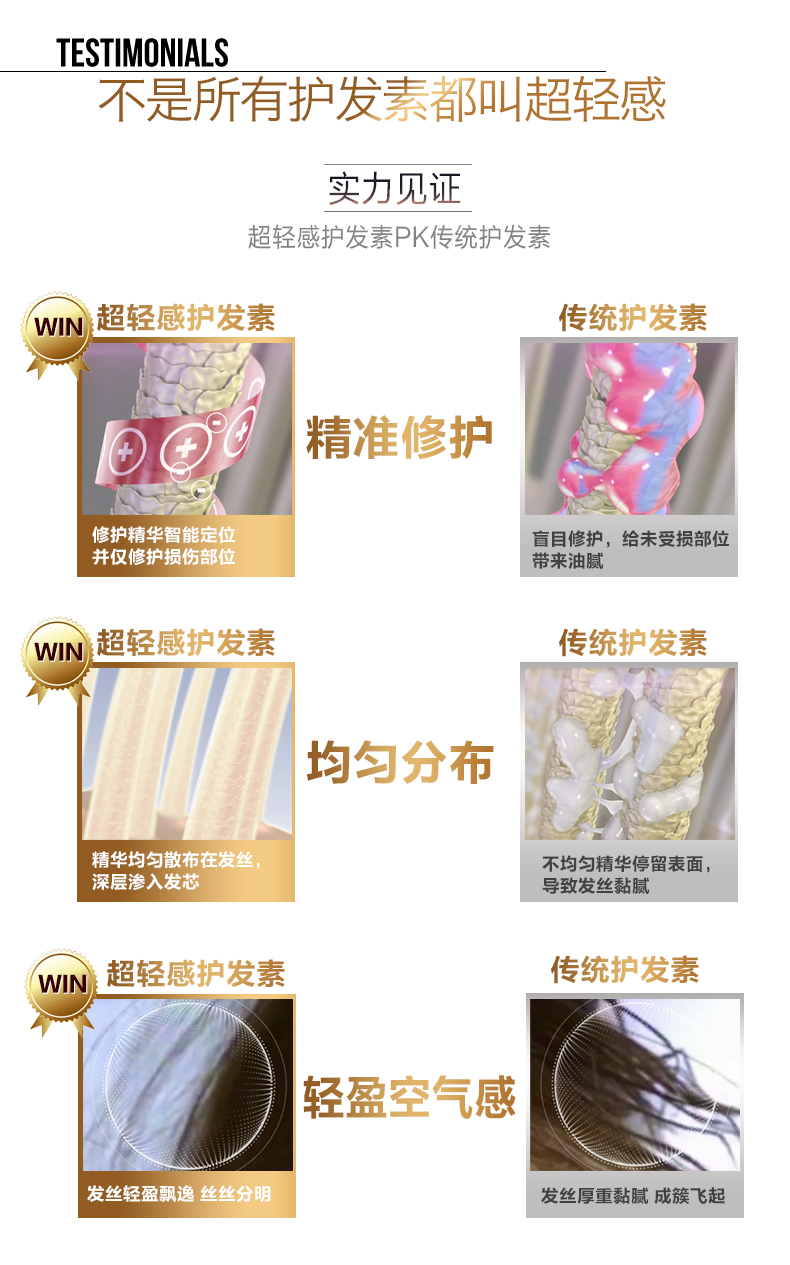 TESTIMONIALS
不是所有护发素都叫超轻感
实力见证
超轻感护发素PK传统护发素
WIN
超轻感护发素
传统护发素
精准修护
修护精华智能定位
并仅修护损伤部位
盲目修护，给未受损部位
带来油腻
WIN
超轻感护发素
传统护发素
均匀分布
精华均匀散布在发丝，
深层渗入发芯
不均匀精华停留表面，
导致发丝黏腻
WIN
超轻感护发素
传统护发素
轻盈空气感
发丝轻盈飘逸 丝丝分明
发丝厚重黏腻 成簇飞起